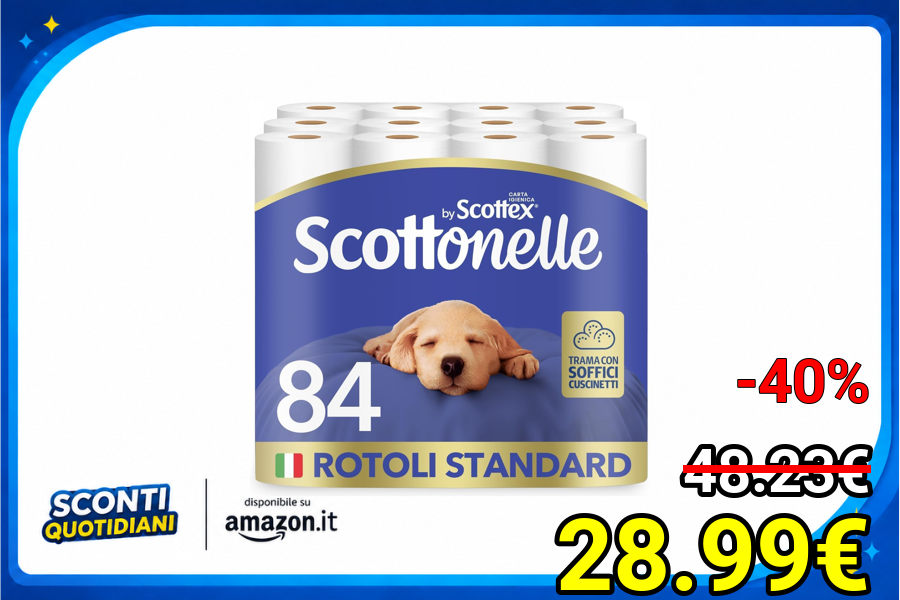 CARTA
IGIENICA
by Scottex®
Scottonelle
TRAMA CON
SOFFICI
CUSCINETTI
84
ROTOLI STANDARD
-40%
48.23€
28.99€
SCONTI
QUOTIDIANI
disponibile su
amazon.it